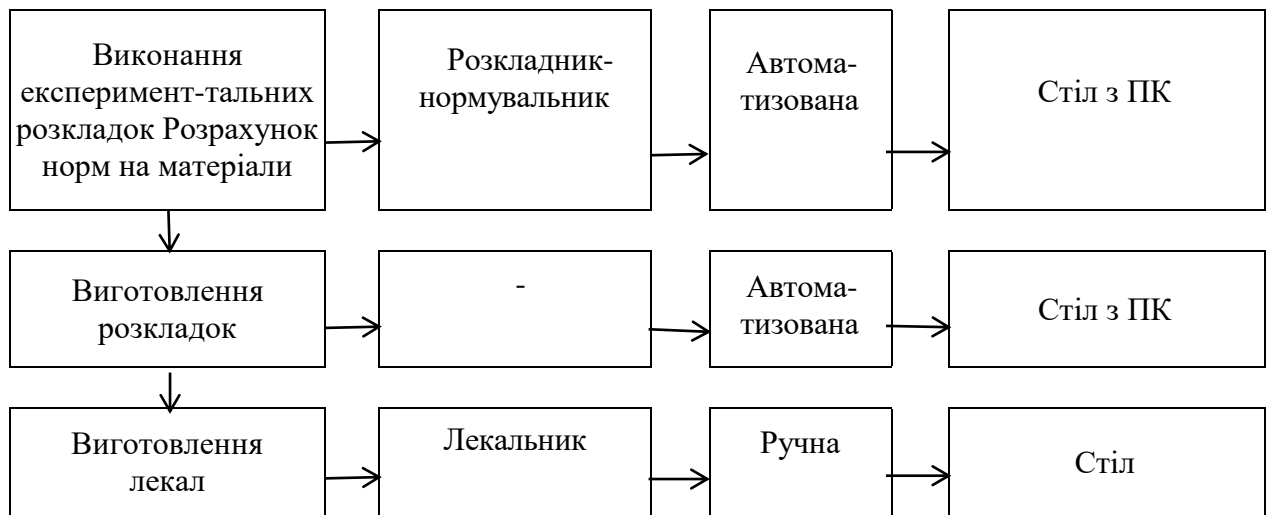 Виконання
експеримент-тальних
розкладок Розрахунок
норм на матеріали
Розкладник-
нормувальник
Автома-
тизована
Стіл з ПК
Виготовлення
розкладок
-
Автома-
тизована
Стіл з ПК
Виготовлення
лекал
Лекальник
Ручна
Стіл